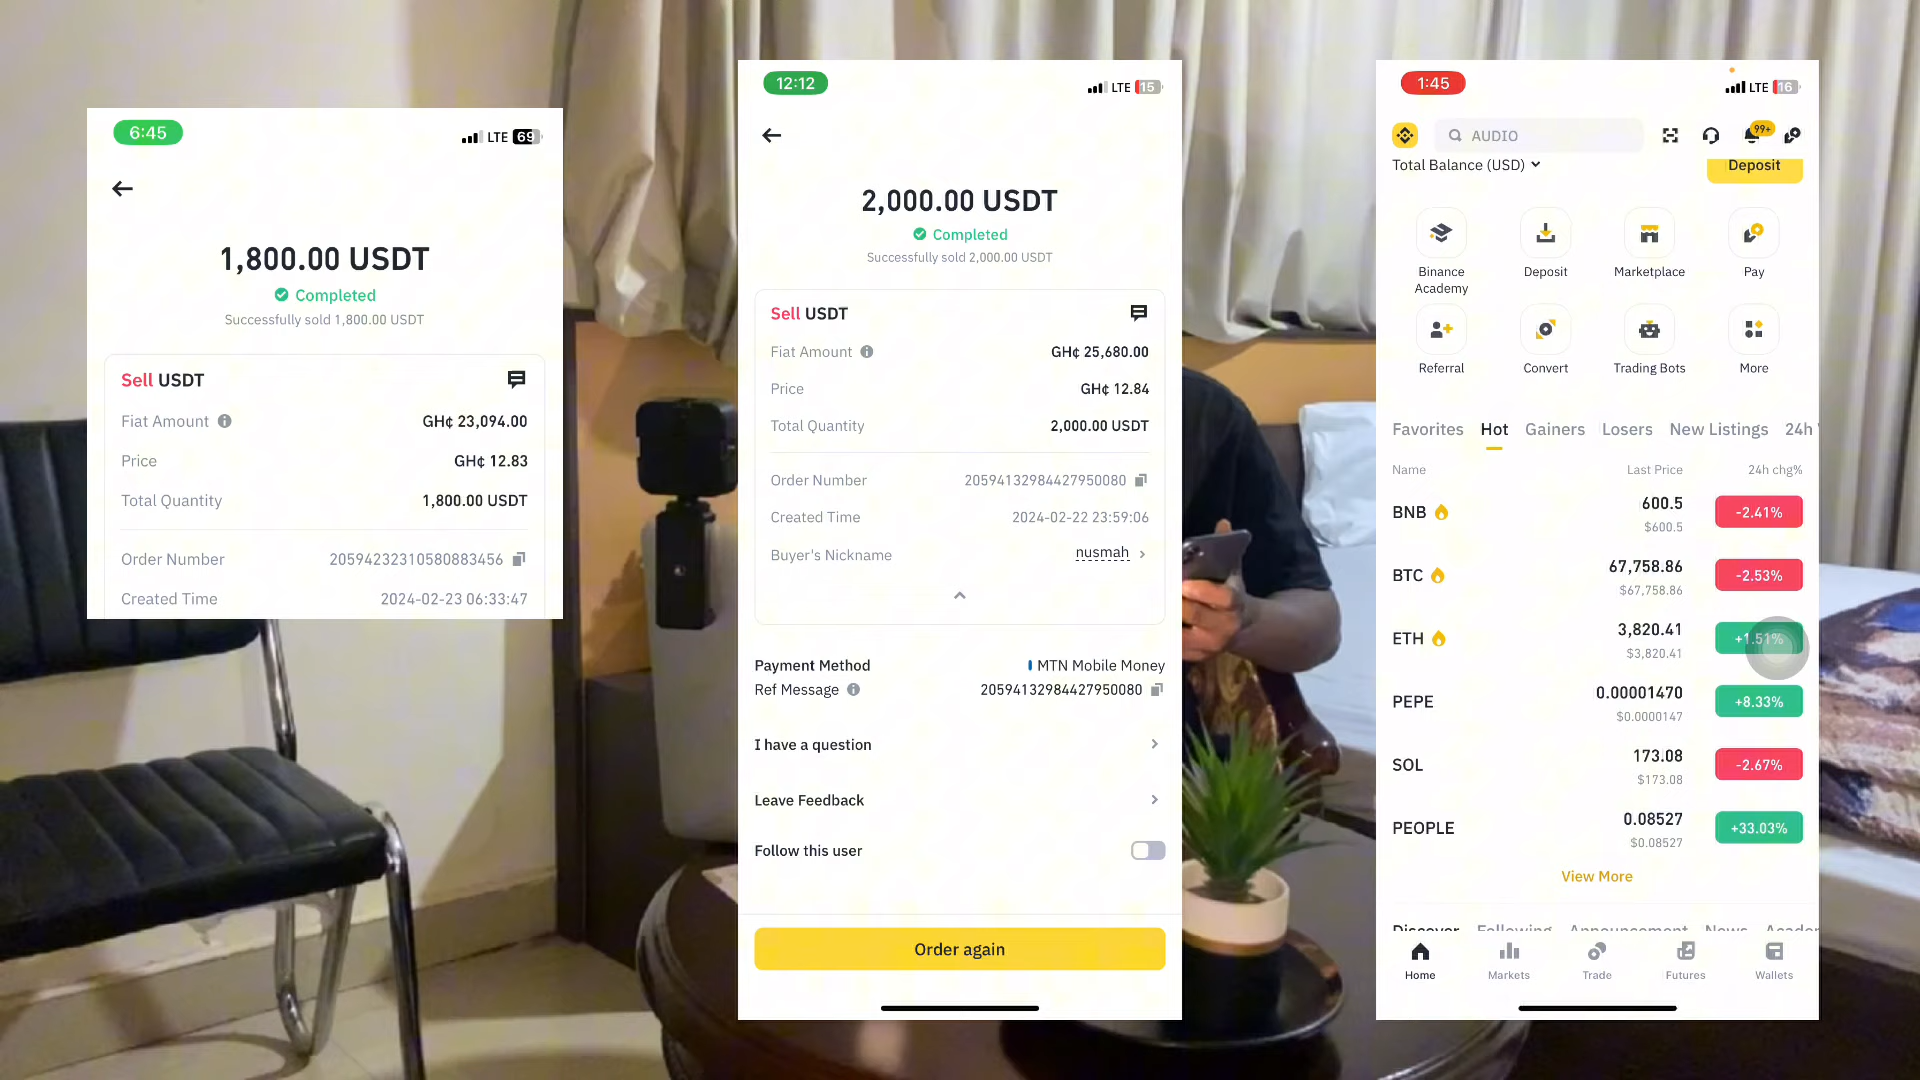 6:45
LTE 69
1,800.00 USDT
Completed
Successfully sold 1,800.00 USDT
Sell USDT
Fiat Amount GH¢ 23,094.00
Price GH¢ 12.83
Total Quantity 1,800.00 USDT
Order Number 20594232310580883456
Created Time 2024-02-23 06:33:47
12:12
LTE 15
2,000.00 USDT
Completed
Successfully sold 2,000.00 USDT
Sell USDT
Fiat Amount GH¢ 25,680.00
Price GH¢ 12.84
Total Quantity 2,000.00 USDT
Order Number 20594132984427950080
Created Time 2024-02-22 23:59:06
Buyer's Nickname nusmah
Payment Method MTN Mobile Money
Ref Message 20594132984427950080
I have a question
Leave Feedback
Follow this user
Order again
1:45
LTE 16
AUDIO
99+
Total Balance (USD)
Deposit
Binance Academy
Deposit
Marketplace
Pay
Referral
Convert
Trading Bots
More
Favorites Hot Gainers Losers New Listings 24h
Name Last Price 24h chg%
BNB 600.5 -2.41%
$600.5
BTC 67,758.86 -2.53%
$67,758.86
ETH 3,820.41 +1.51%
$3,820.41
PEPE 0.00001470 +8.33%
$0.0000147
SOL 173.08 -2.67%
$173.08
PEOPLE 0.08527 +33.03%
$0.08527
View More
Discover Following Announcement News
Home Markets Trade Futures Wallets